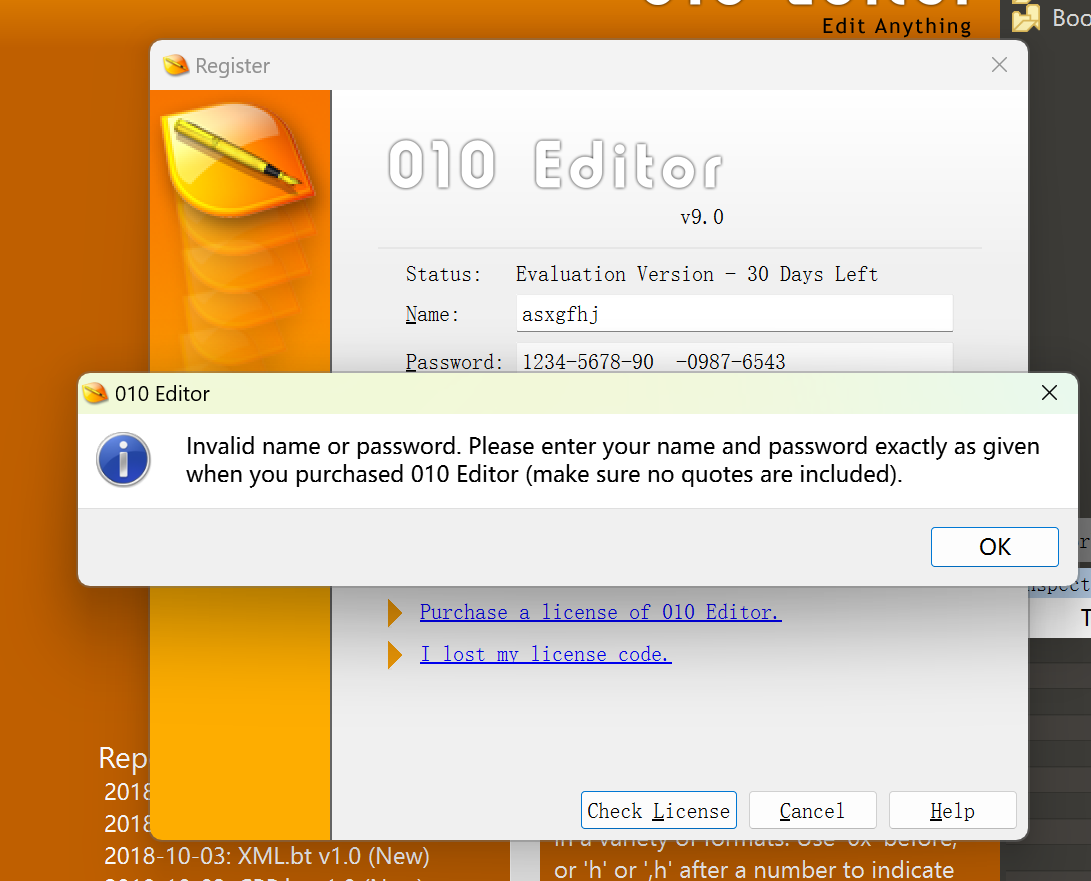 Edit Anything
Boo
Register
010 Editor
v9.0
Status: Evaluation Version - 30 Days Left
Name: asxgfhj
Password: 1234-5678-90  -0987-6543
010 Editor
Invalid name or password. Please enter your name and password exactly as given
when you purchased 010 Editor (make sure no quotes are included).
OK
Purchase a license of 010 Editor.
I lost my license code.
Rep
2018
2018
Check License Cancel Help
2018-10-03: XML.bt v1.0 (New)
or 'h' or ',h' after a number to indicate